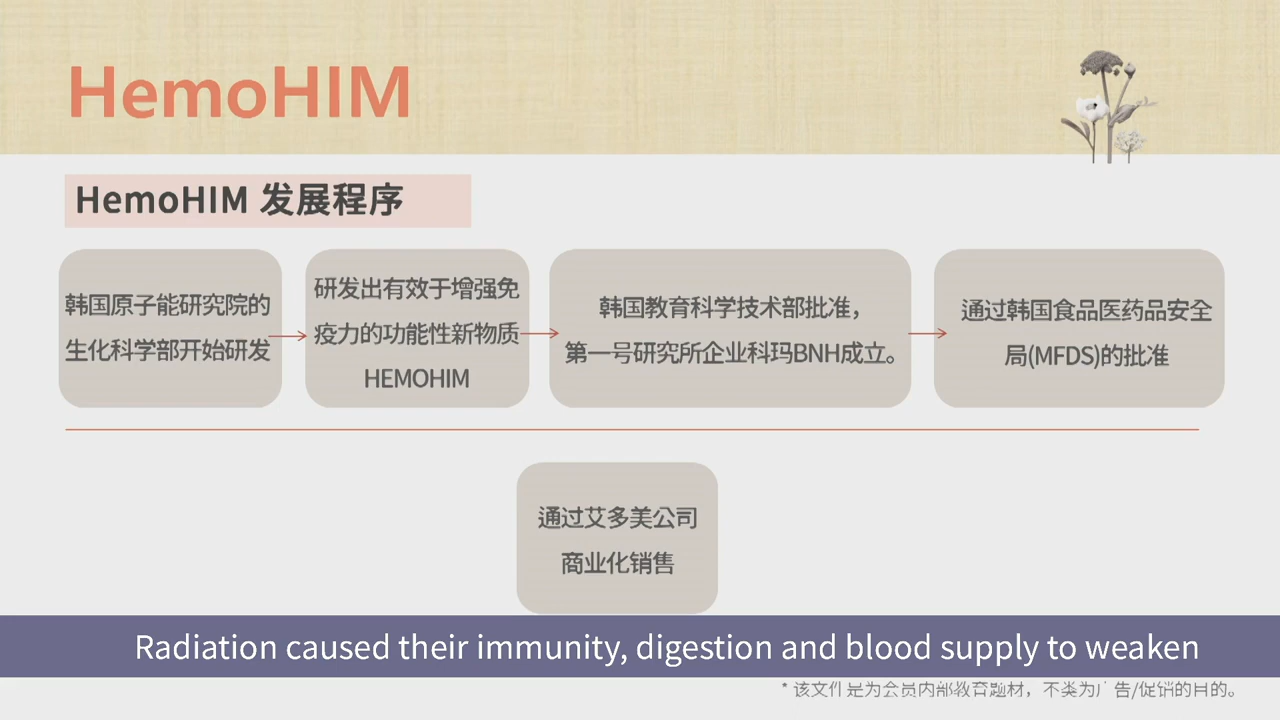 HemoHIM
HemoHIM 发展程序
韩国原子能研究院的
生化科学部开始研发
研发出有效于增强免
疫力的功能性新物质
HEMOHIM
韩国教育科学技术部批准，
第一号研究所企业科玛BNH成立。
通过韩国食品医药品安全
局(MFDS)的批准
通过艾多美公司
商业化销售
Radiation caused their immunity, digestion and blood supply to weaken
* 该文件是为会员内部教育题材，不类为广告/促销的目的。